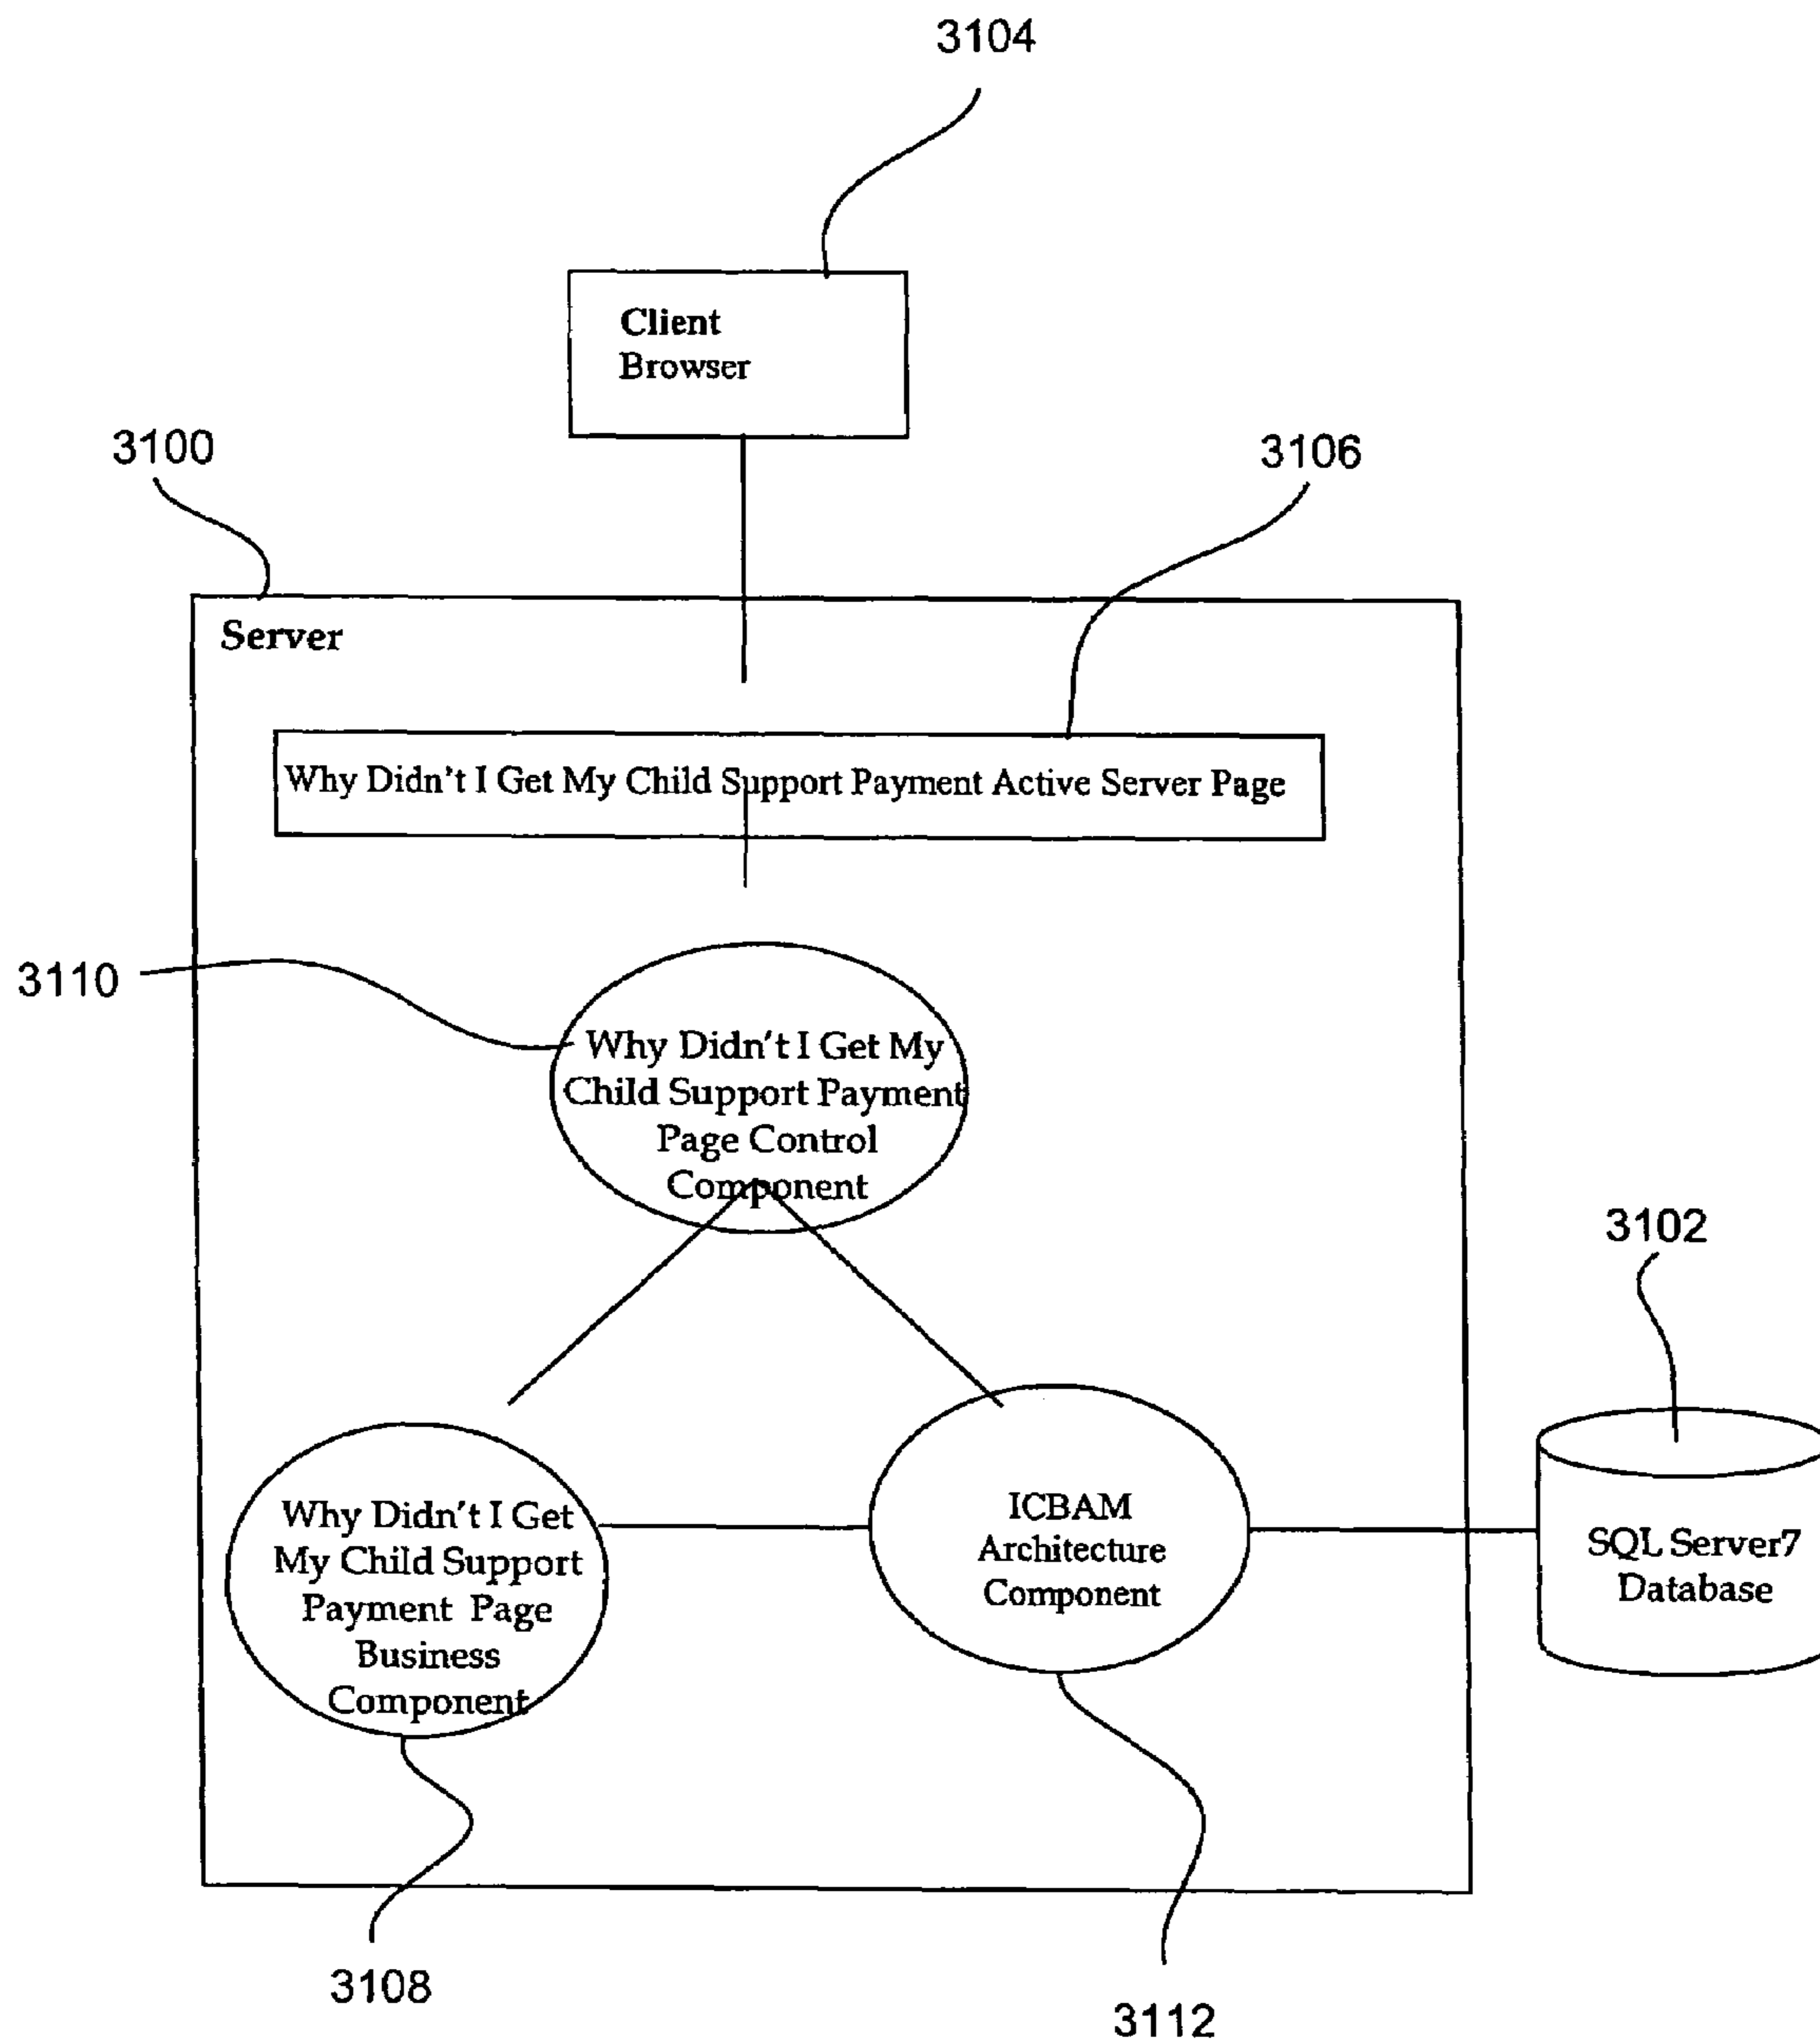 3104
Client
Browser
3100
3106
Server
Why Didn't I Get My Child Support Payment Active Server Page
3110
Why Didn't I Get My
Child Support Payment
Page Control
Component
3102
Why Didn't I Get
My Child Support
Payment Page
Business
Component
ICBAM
Architecture
Component
SQL Server7
Database
3108
3112